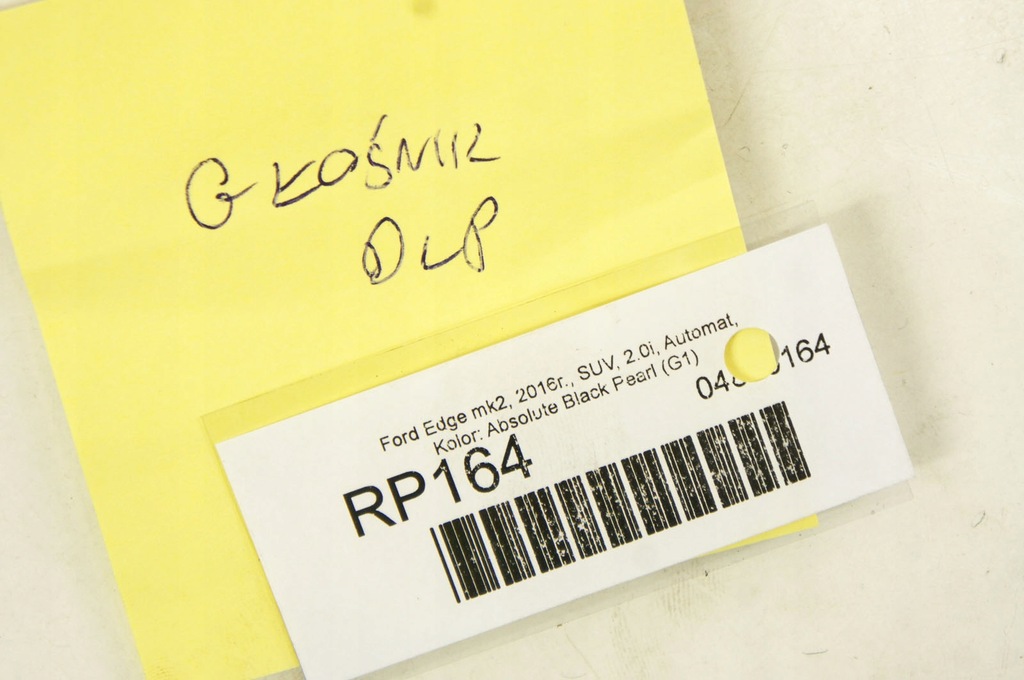 GŁOŚNIK
DLP
Ford Edge mk2, 2016r., SUV, 2.0i, Automat,
Kolor: Absolute Black Pearl (G1)
RP164